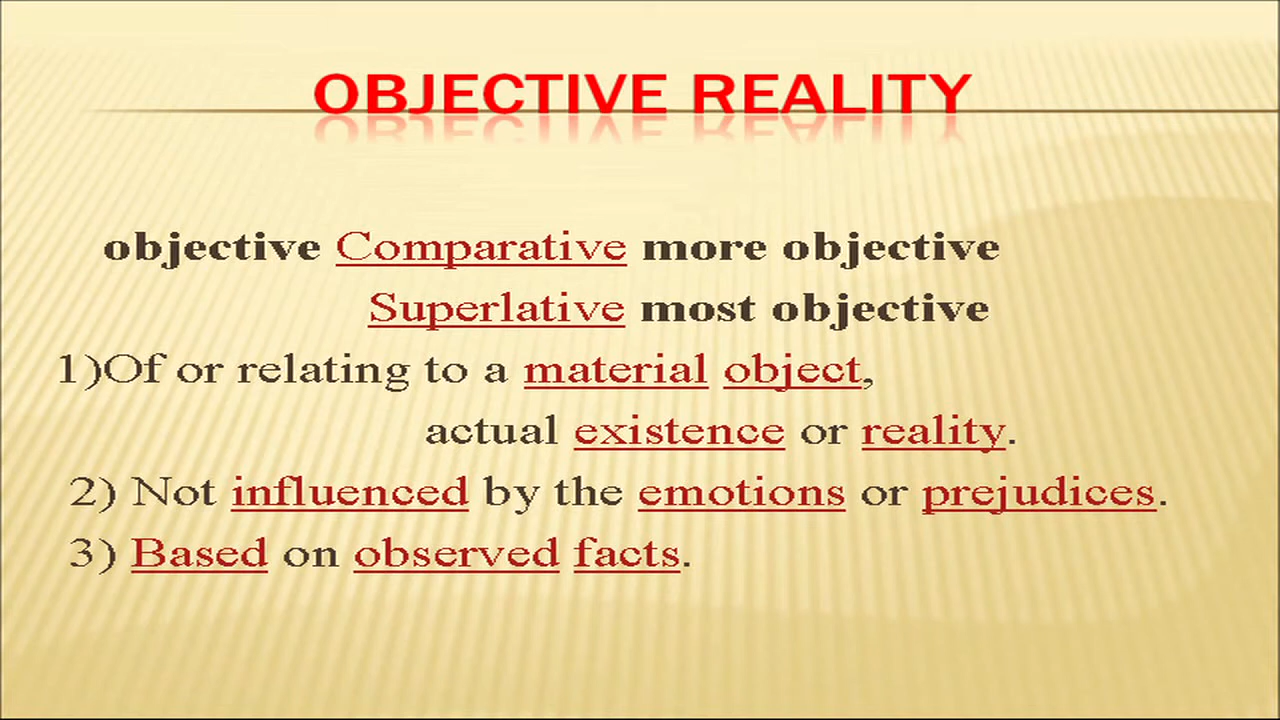 OBJECTIVE REALITY
objective Comparative more objective
Superlative most objective
1)Of or relating to a material object,
actual existence or reality.
2) Not influenced by the emotions or prejudices.
3) Based on observed facts.